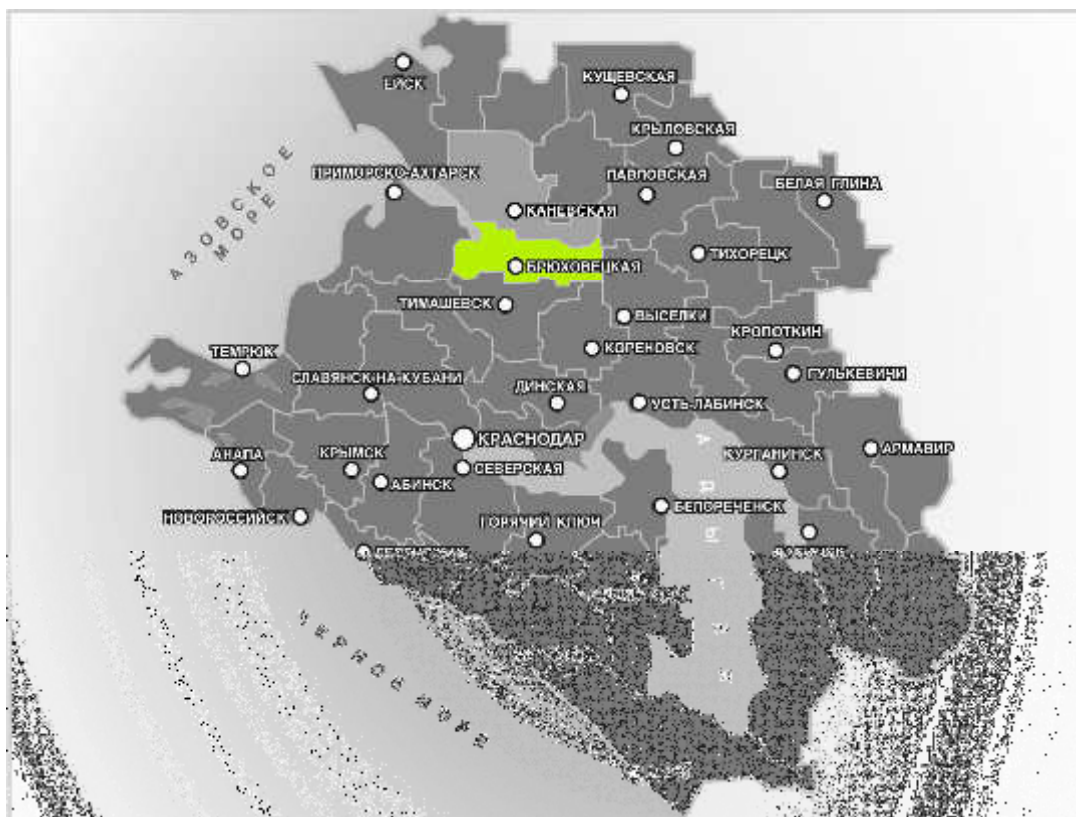 ЕЙСК
КУЩЕВСКАЯ
КРЫЛОВСКАЯ
ПРИМОРСКО-АХТАРСК
ПАВЛОВСКАЯ
БЕЛАЯ ГЛИНА
АЗОВСКОЕ
МОРЕ
КАНЕВСКАЯ
ТИХОРЕЦК
БРЮХОВЕЦКАЯ
ТИМАШЕВСК
ВЫСЕЛКИ
КРОПОТКИН
КОРЕНОВСК
ТЕМРЮК
ГУЛЬКЕВИЧИ
СЛАВЯНСК-НА-КУБАНИ
ДИНСКАЯ
УСТЬ-ЛАБИНСК
КРАСНОДАР
АРМАВИР
АНАПА
КРЫМСК
СЕВЕРСКАЯ
КУРГАНИНСК
АБИНСК
БЕЛОРЕЧЕНСК
НОВОРОССИЙСК
ГОРЯЧИЙ КЛЮЧ
ЧЕРНОЕ МОРЕ